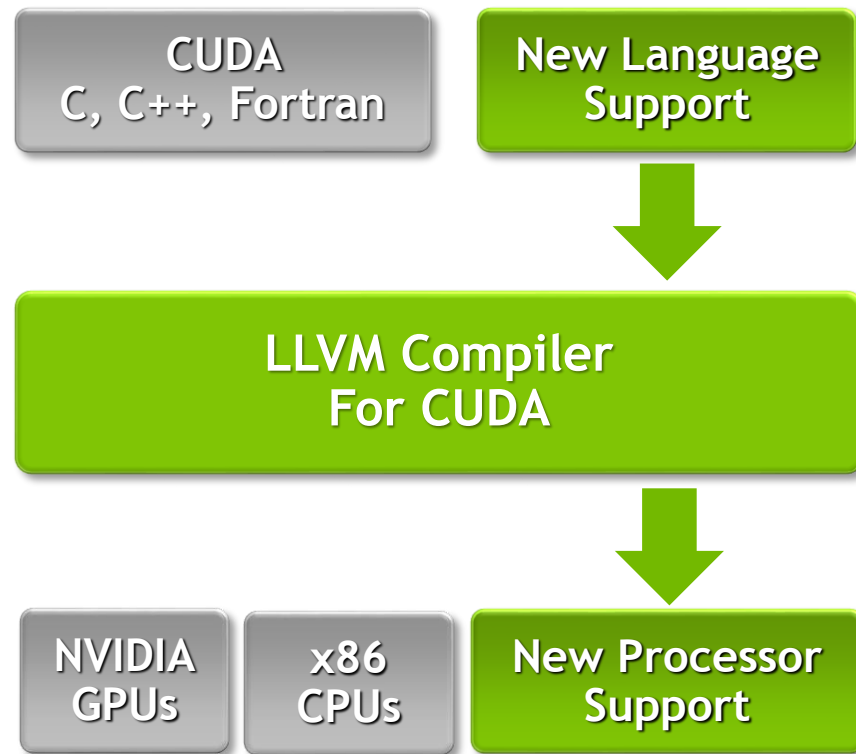 CUDA
C, C++, Fortran
New Language
Support
LLVM Compiler
For CUDA
NVIDIA
GPUs
x86
CPUs
New Processor
Support